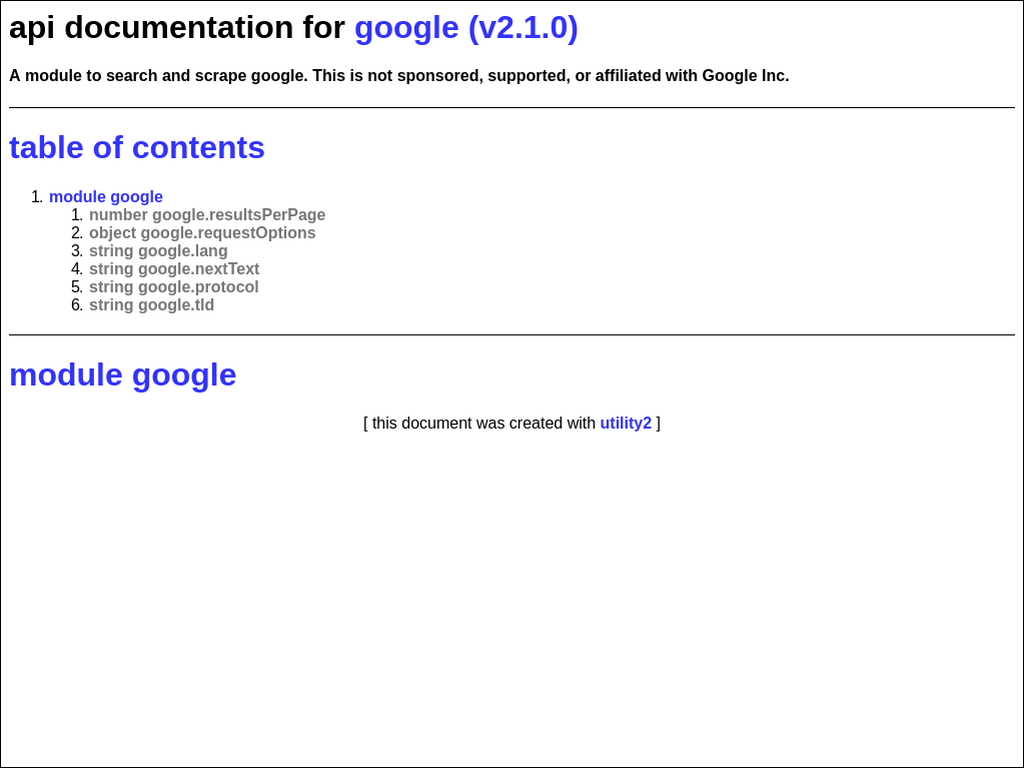 api documentation for google (v2.1.0)
A module to search and scrape google. This is not sponsored, supported, or affiliated with Google Inc.
table of contents
1. module google
1. number google.resultsPerPage
2. object google.requestOptions
3. string google.lang
4. string google.nextText
5. string google.protocol
6. string google.tld
module google
[ this document was created with utility2 ]